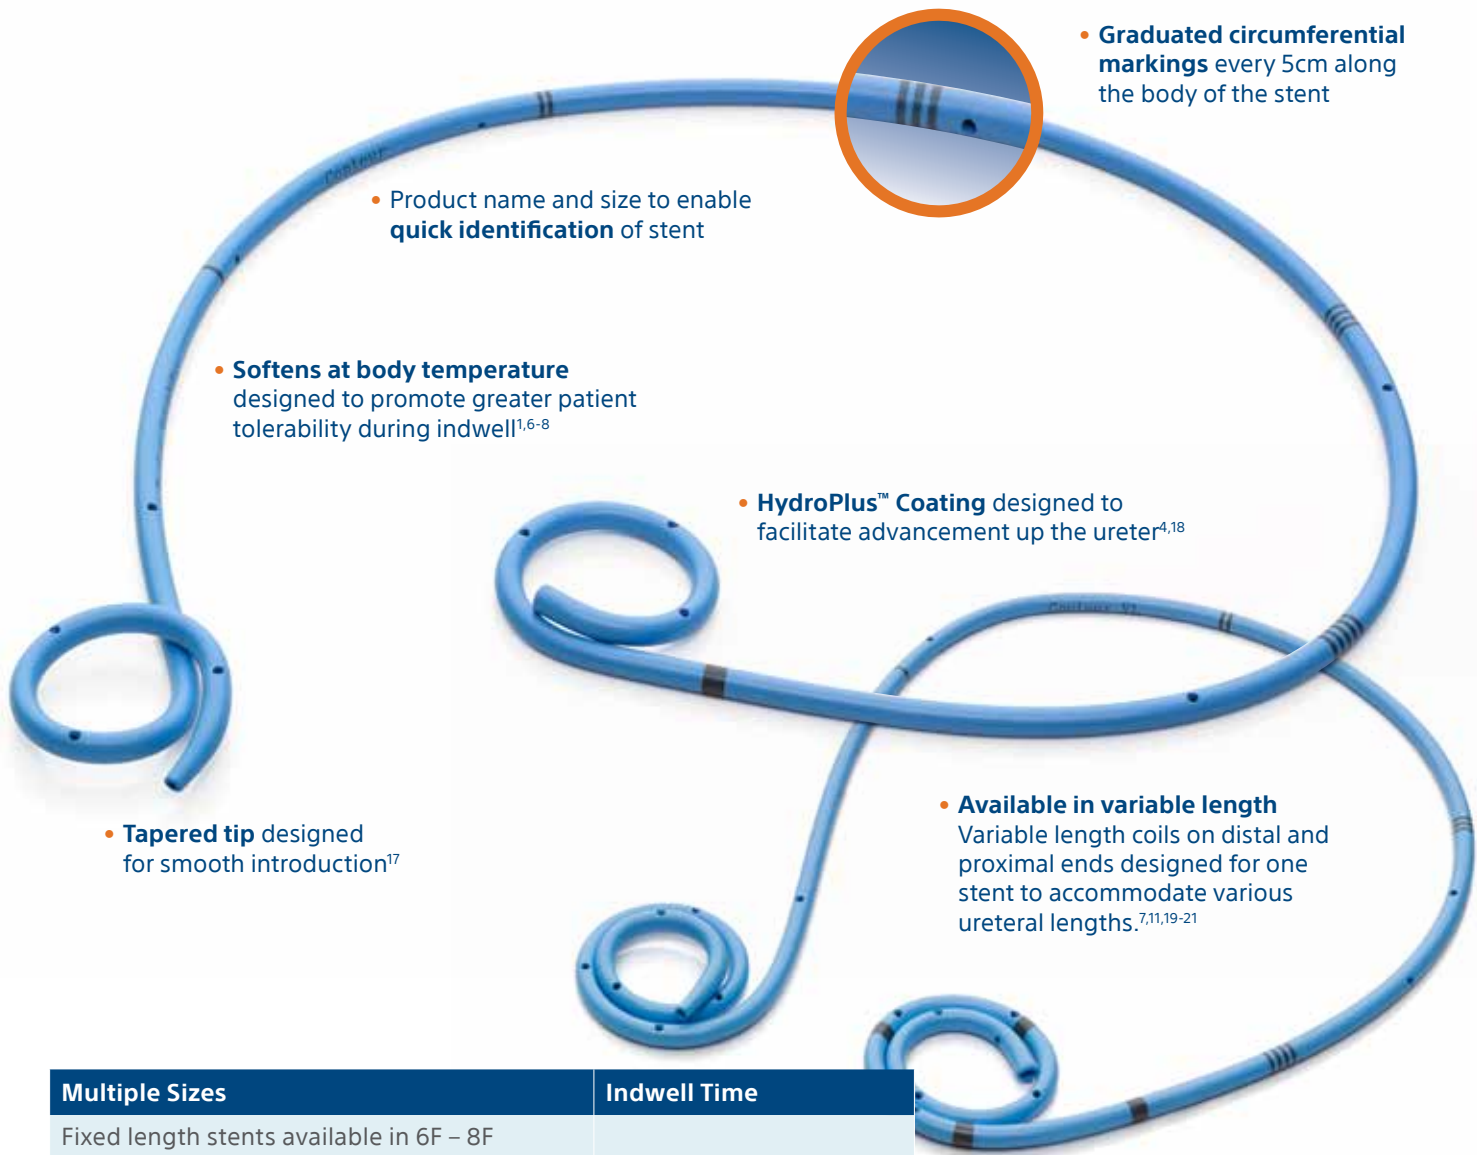 • Graduated circumferential
markings every 5cm along
the body of the stent
Contour
• Product name and size to enable
quick identification of stent
• Softens at body temperature
designed to promote greater patient
tolerability during indwell1,6-8
• HydroPlus™ Coating designed to
facilitate advancement up the ureter4,18
Contour VL
• Tapered tip designed
for smooth introduction17
• Available in variable length
Variable length coils on distal and
proximal ends designed for one
stent to accommodate various
ureteral lengths.7,11,19-21
Multiple Sizes Indwell Time
Fixed length stents available in 6F – 8F